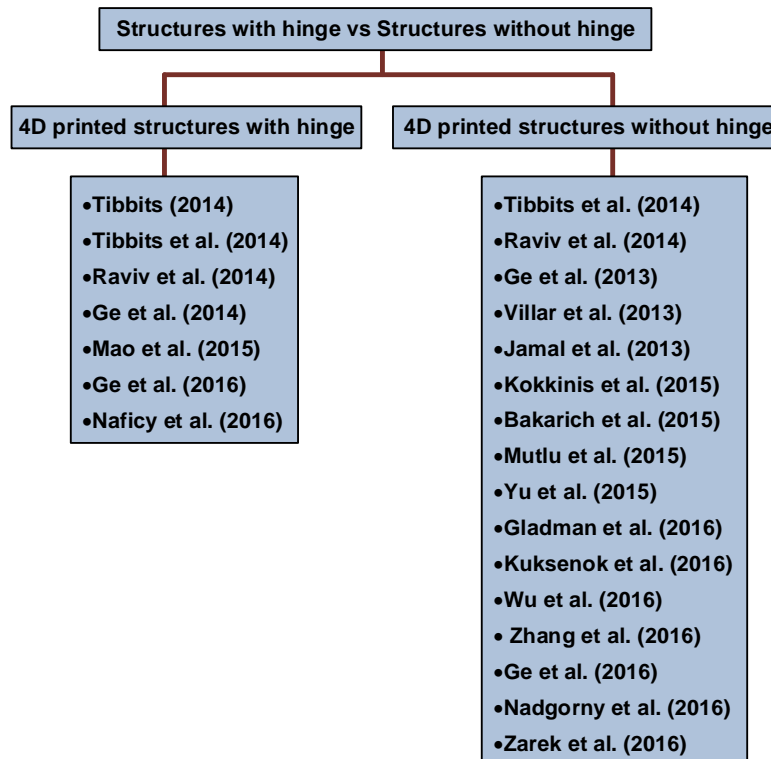 Structures with hinge vs Structures without hinge
4D printed structures with hinge
4D printed structures without hinge
•Tibbits (2014)
•Tibbits et al. (2014)
•Raviv et al. (2014)
•Ge et al. (2014)
•Mao et al. (2015)
•Ge et al. (2016)
•Naficy et al. (2016)
•Tibbits et al. (2014)
•Raviv et al. (2014)
•Ge et al. (2013)
•Villar et al. (2013)
•Jamal et al. (2013)
•Kokkinis et al. (2015)
•Bakarich et al. (2015)
•Mutlu et al. (2015)
•Yu et al. (2015)
•Gladman et al. (2016)
•Kuksenok et al. (2016)
•Wu et al. (2016)
• Zhang et al. (2016)
•Ge et al. (2016)
•Nadgorny et al. (2016)
•Zarek et al. (2016)